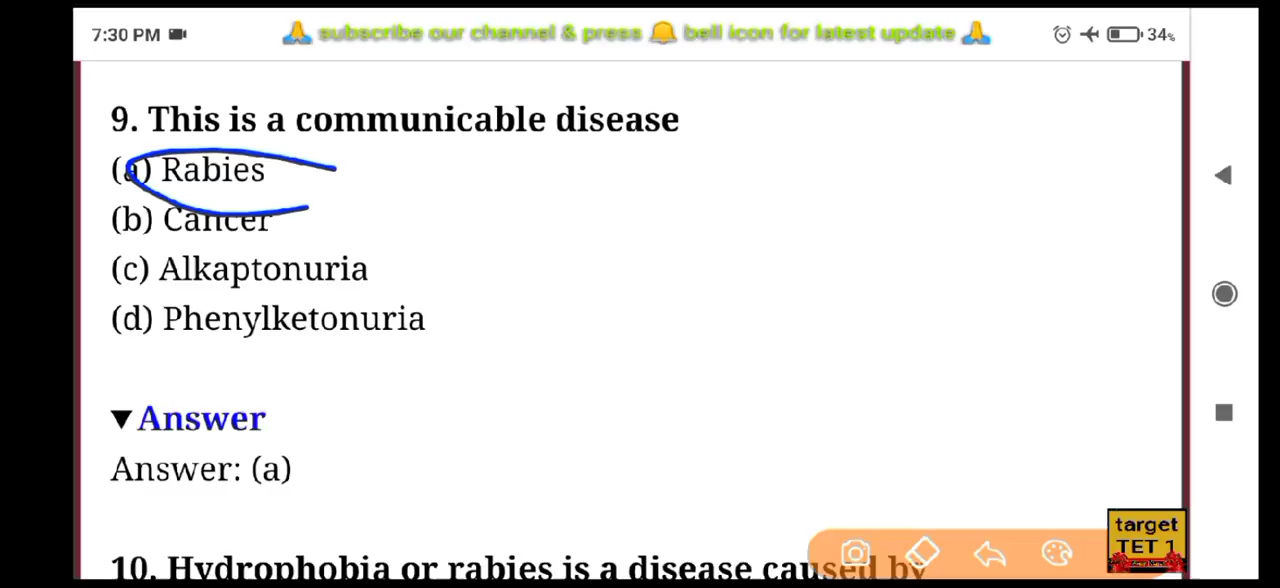 7:30 PM
🙏 subscribe our channel & press 🔔 bell icon for latest update 🙏
34%
9. This is a communicable disease
(a) Rabies
(b) Cancer
(c) Alkaptonuria
(d) Phenylketonuria
▼ Answer
Answer: (a)
target
TET 1
10. Hydrophobia or rabies is a disease caused by